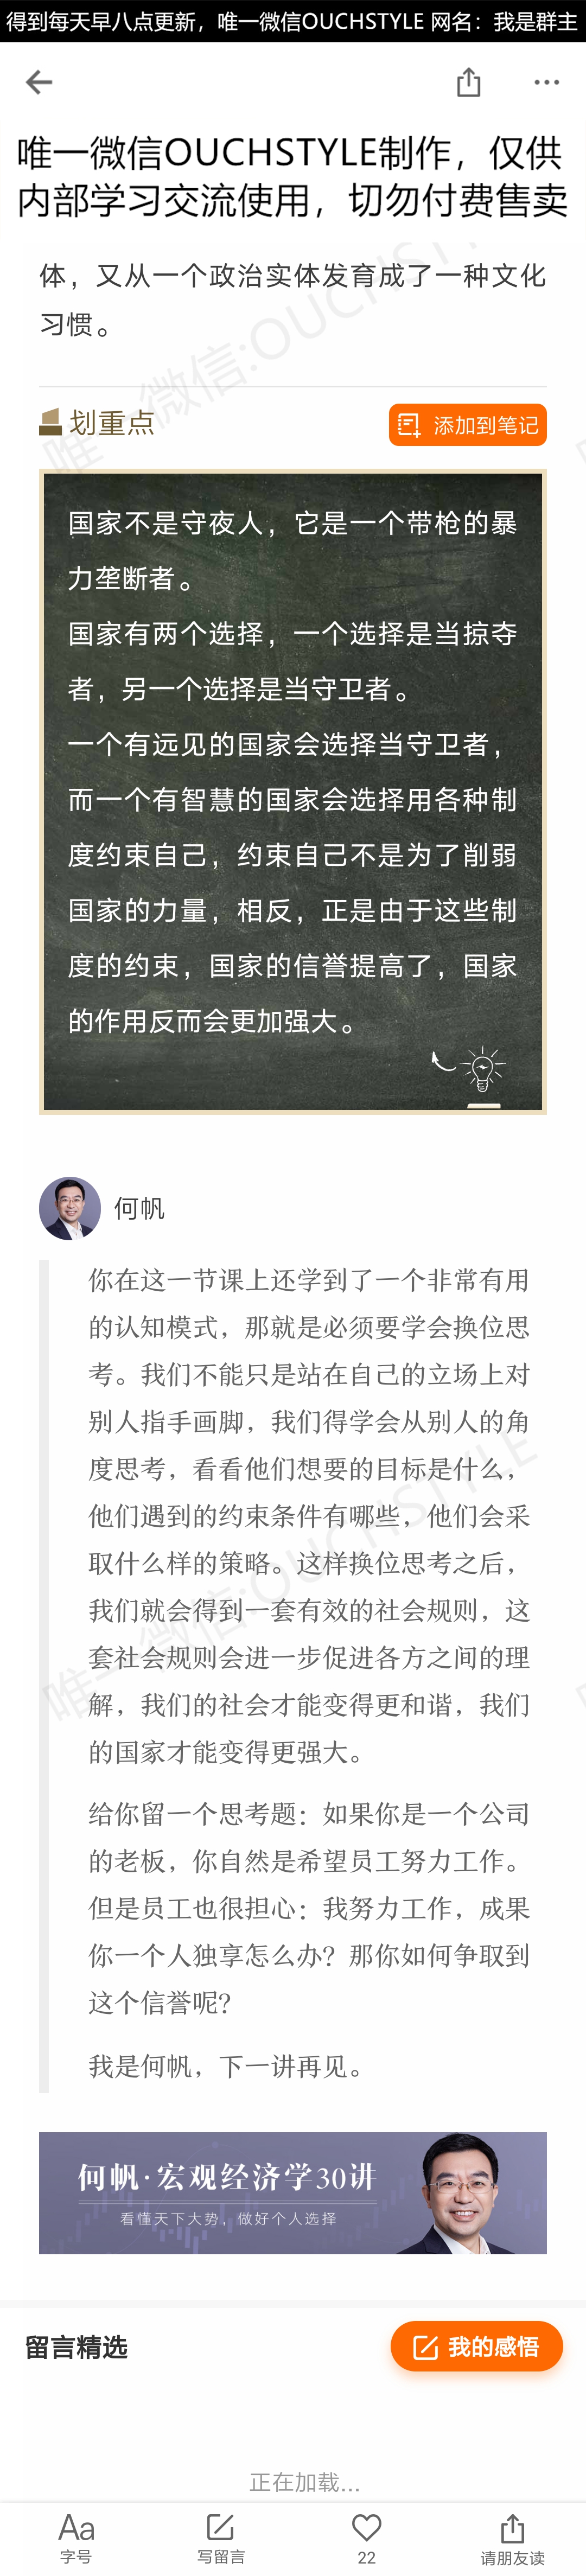 得到每天早八点更新，唯一微信OUCHSTYLE 网名：我是群主
唯一微信OUCHSTYLE制作，仅供
内部学习交流使用，切勿付费售卖
体，又从一个政治实体发育成了一种文化
习惯。
划重点
添加到笔记
国家不是守夜人，它是一个带枪的暴
力垄断者。
国家有两个选择，一个选择是当掠夺
者，另一个选择是当守卫者。
一个有远见的国家会选择当守卫者，
而一个有智慧的国家会选择用各种制
度约束自己，约束自己不是为了削弱
国家的力量，相反，正是由于这些制
度的约束，国家的信誉提高了，国家
的作用反而会更加强大。
何帆
你在这一节课上还学到了一个非常有用
的认知模式，那就是必须要学会换位思
考。我们不能只是站在自己的立场上对
别人指手画脚，我们得学会从别人的角
度思考，看看他们想要的目标是什么，
他们遇到的约束条件有哪些，他们会采
取什么样的策略。这样换位思考之后，
我们就会得到一套有效的社会规则，这
套社会规则会进一步促进各方之间的理
解，我们的社会才能变得更和谐，我们
的国家才能变得更强大。
给你留一个思考题：如果你是一个公司
的老板，你自然是希望员工努力工作。
但是员工也很担心：我努力工作，成果
你一个人独享怎么办？那你如何争取到
这个信誉呢？
我是何帆，下一讲再见。
何帆·宏观经济学30讲
看懂天下大势，做好个人选择
留言精选
我的感悟
正在加载...
Aa
字号
写留言
22
请朋友读
唯一微信:OUCHSTYLE
唯一微信:OUCHSTYLE